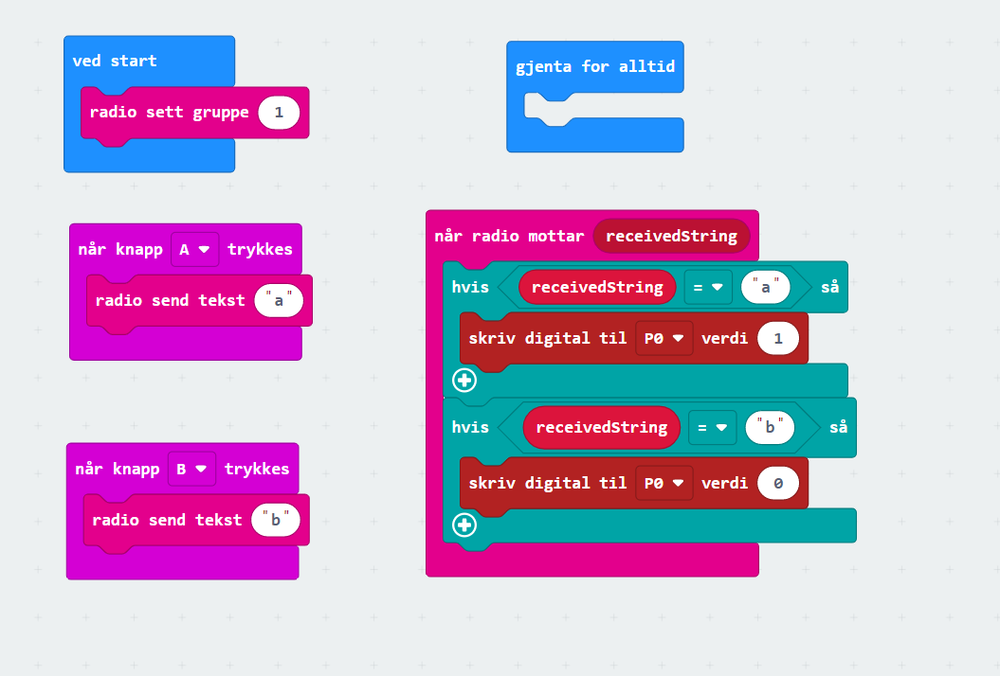 ved start
radio sett gruppe 1
gjenta for alltid
når knapp A trykkes
radio send tekst "a"
når knapp B trykkes
radio send tekst "b"
når radio mottar receivedString
hvis receivedString = "a" så
skriv digital til P0 verdi 1
hvis receivedString = "b" så
skriv digital til P0 verdi 0